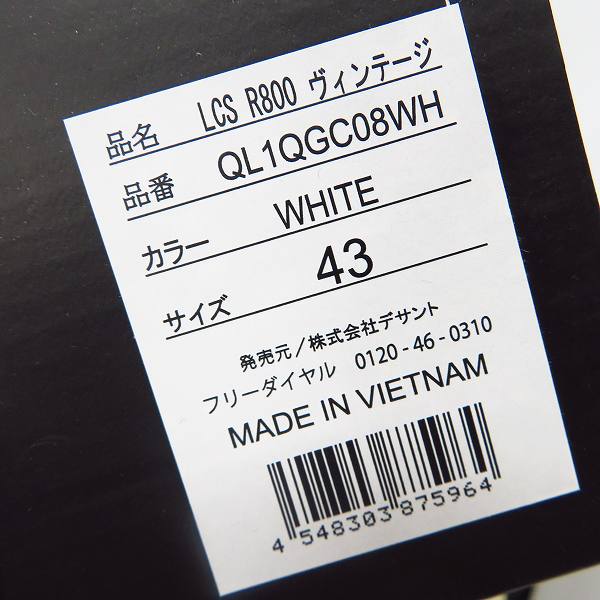 品名 LCS R800 ヴィンテージ
品番 QL1QGC08WH
カラー WHITE
サイズ 43
発売元/株式会社デサント
フリーダイヤル 0120-46-0310
MADE IN VIETNAM
4 548303 875964